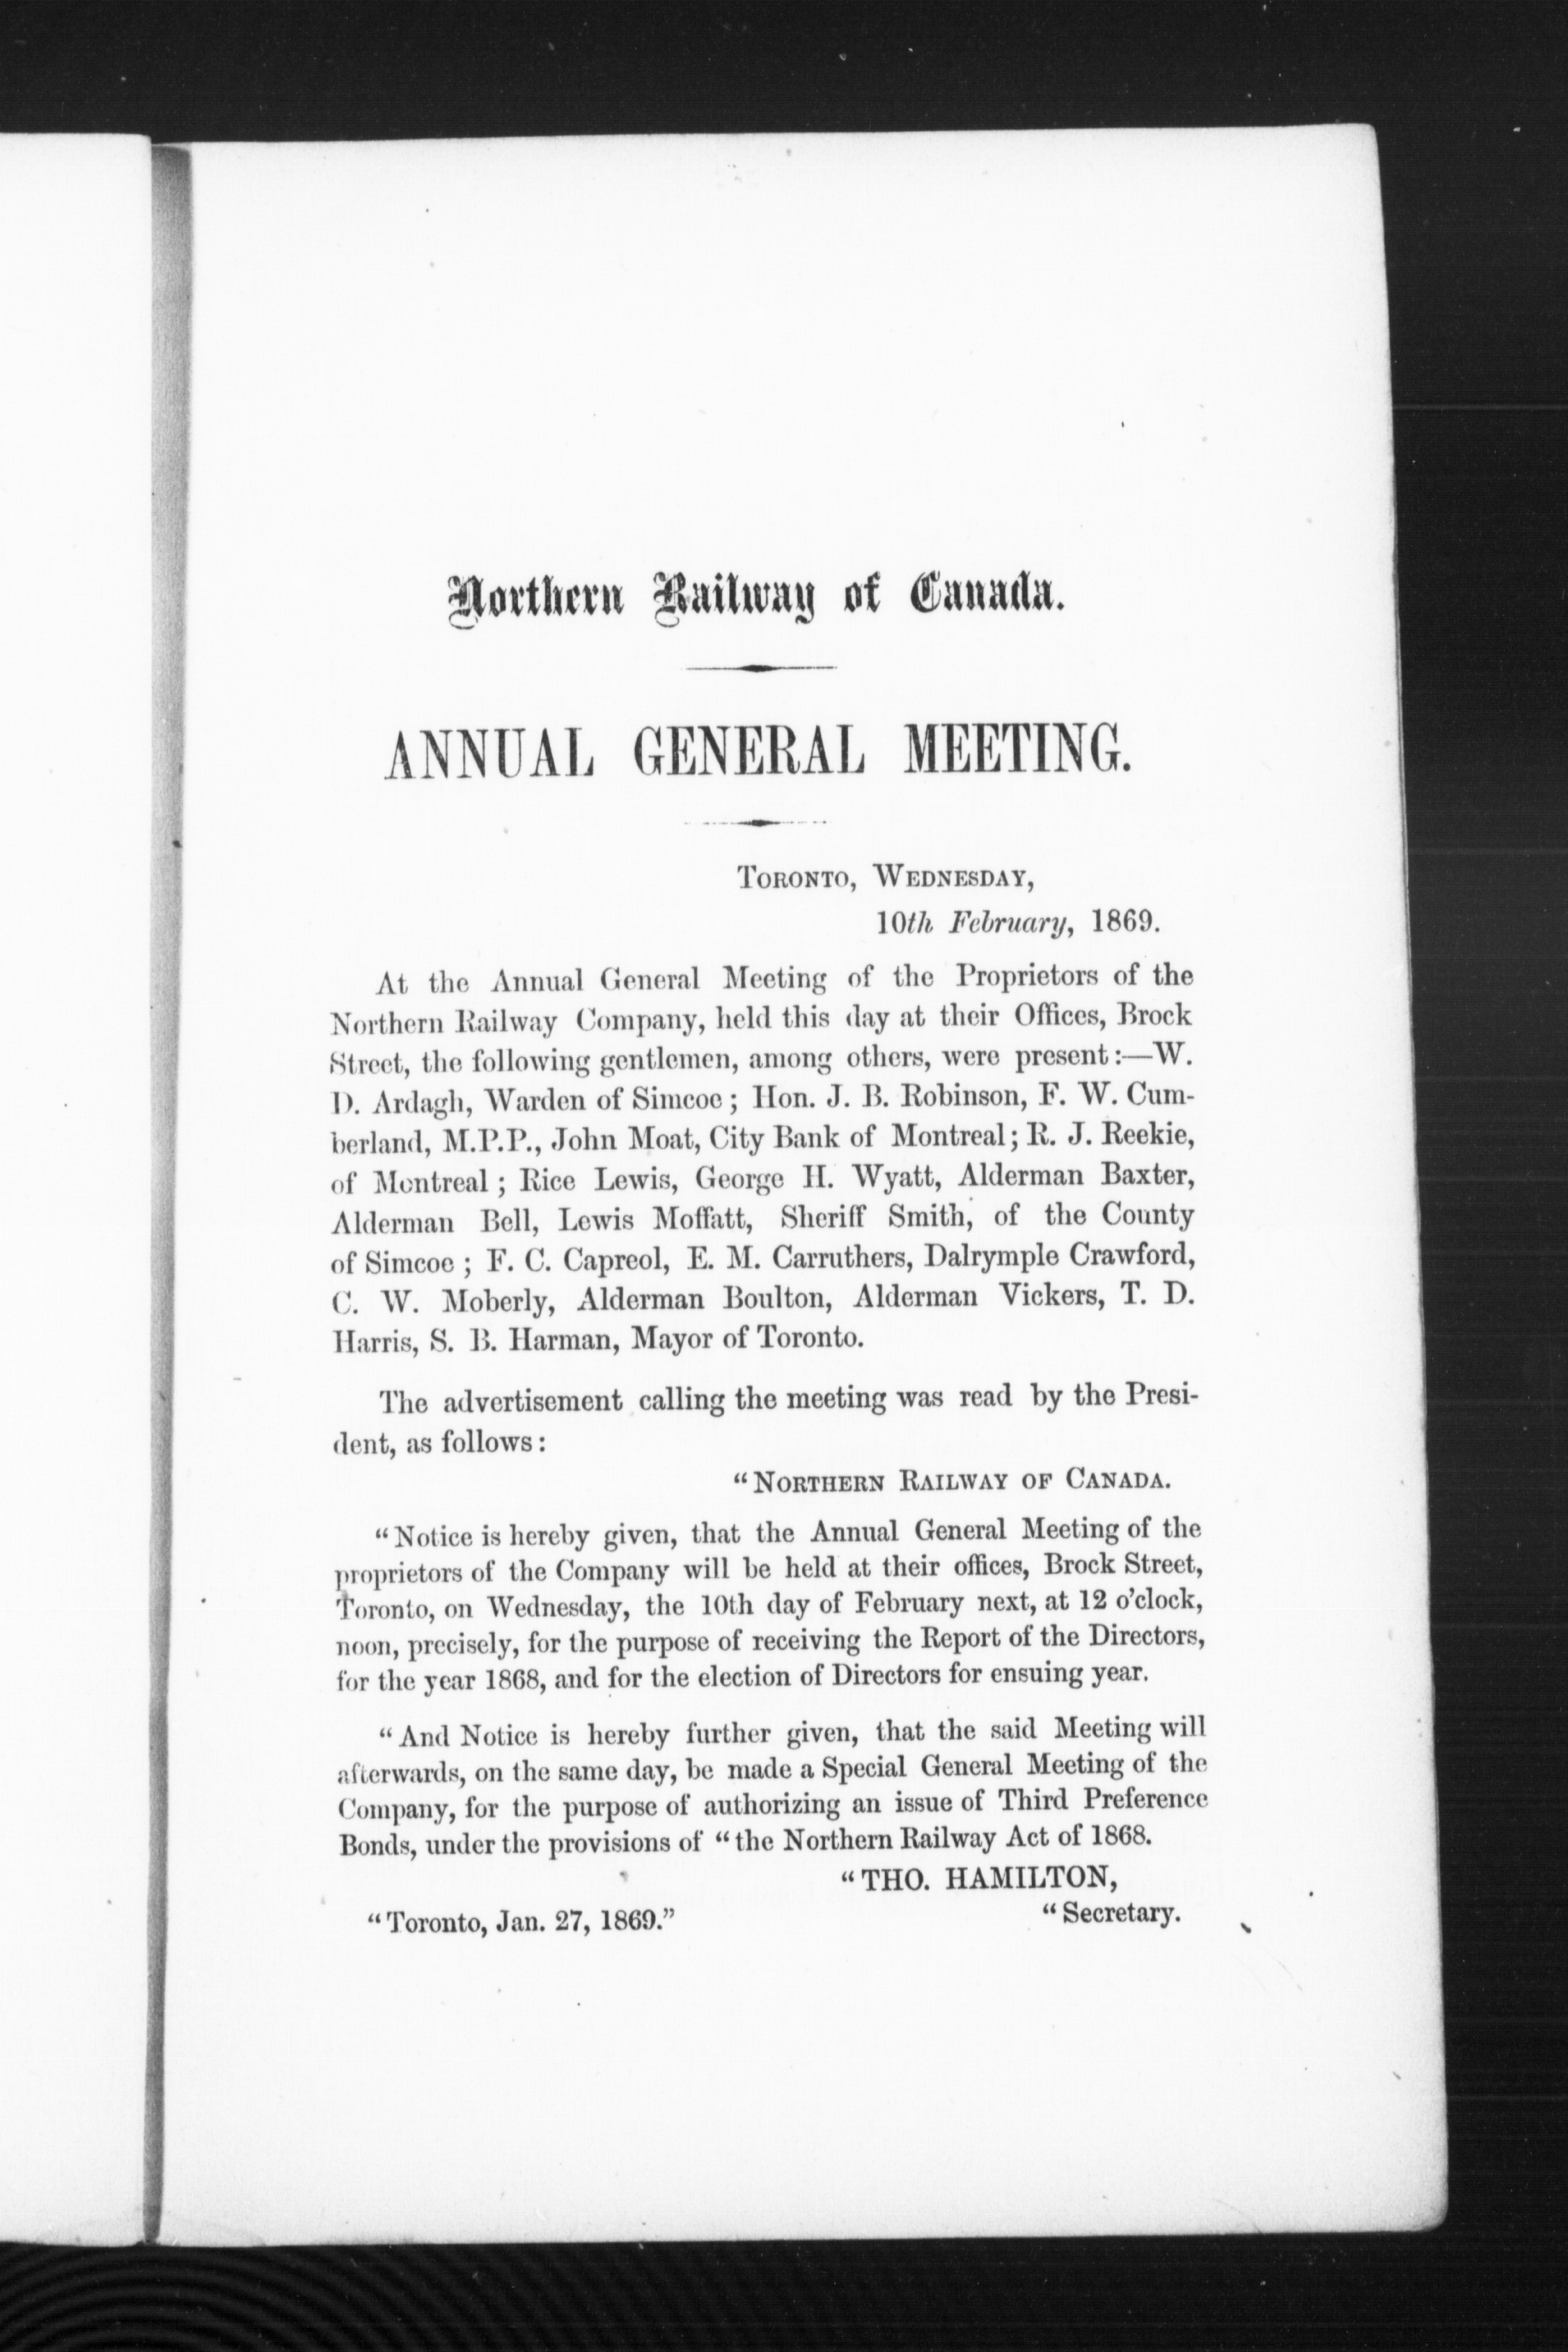 Northern Railway of Canada.
ANNUAL GENERAL MEETING.
TORONTO, WEDNESDAY,
10th February, 1869.
At the Annual General Meeting of the Proprietors of the
Northern Railway Company, held this day at their Offices, Brock
Street, the following gentlemen, among others, were present:—W.
D. Ardagh, Warden of Simcoe; Hon. J. B. Robinson, F. W. Cum-
berland, M.P.P., John Moat, City Bank of Montreal; R. J. Reekie,
of Montreal; Rice Lewis, George H. Wyatt, Alderman Baxter,
Alderman Bell, Lewis Moffatt, Sheriff Smith, of the County
of Simcoe; F. C. Capreol, E. M. Carruthers, Dalrymple Crawford,
C. W. Moberly, Alderman Boulton, Alderman Vickers, T. D.
Harris, S. B. Harman, Mayor of Toronto.
The advertisement calling the meeting was read by the Presi-
dent, as follows:
"NORTHERN RAILWAY OF CANADA.
"Notice is hereby given, that the Annual General Meeting of the
proprietors of the Company will be held at their offices, Brock Street,
Toronto, on Wednesday, the 10th day of February next, at 12 o'clock,
noon, precisely, for the purpose of receiving the Report of the Directors,
for the year 1868, and for the election of Directors for ensuing year.
"And Notice is hereby further given, that the said Meeting will
afterwards, on the same day, be made a Special General Meeting of the
Company, for the purpose of authorizing an issue of Third Preference
Bonds, under the provisions of "the Northern Railway Act of 1868.
"THO. HAMILTON,
"Secretary.
"Toronto, Jan. 27, 1869."